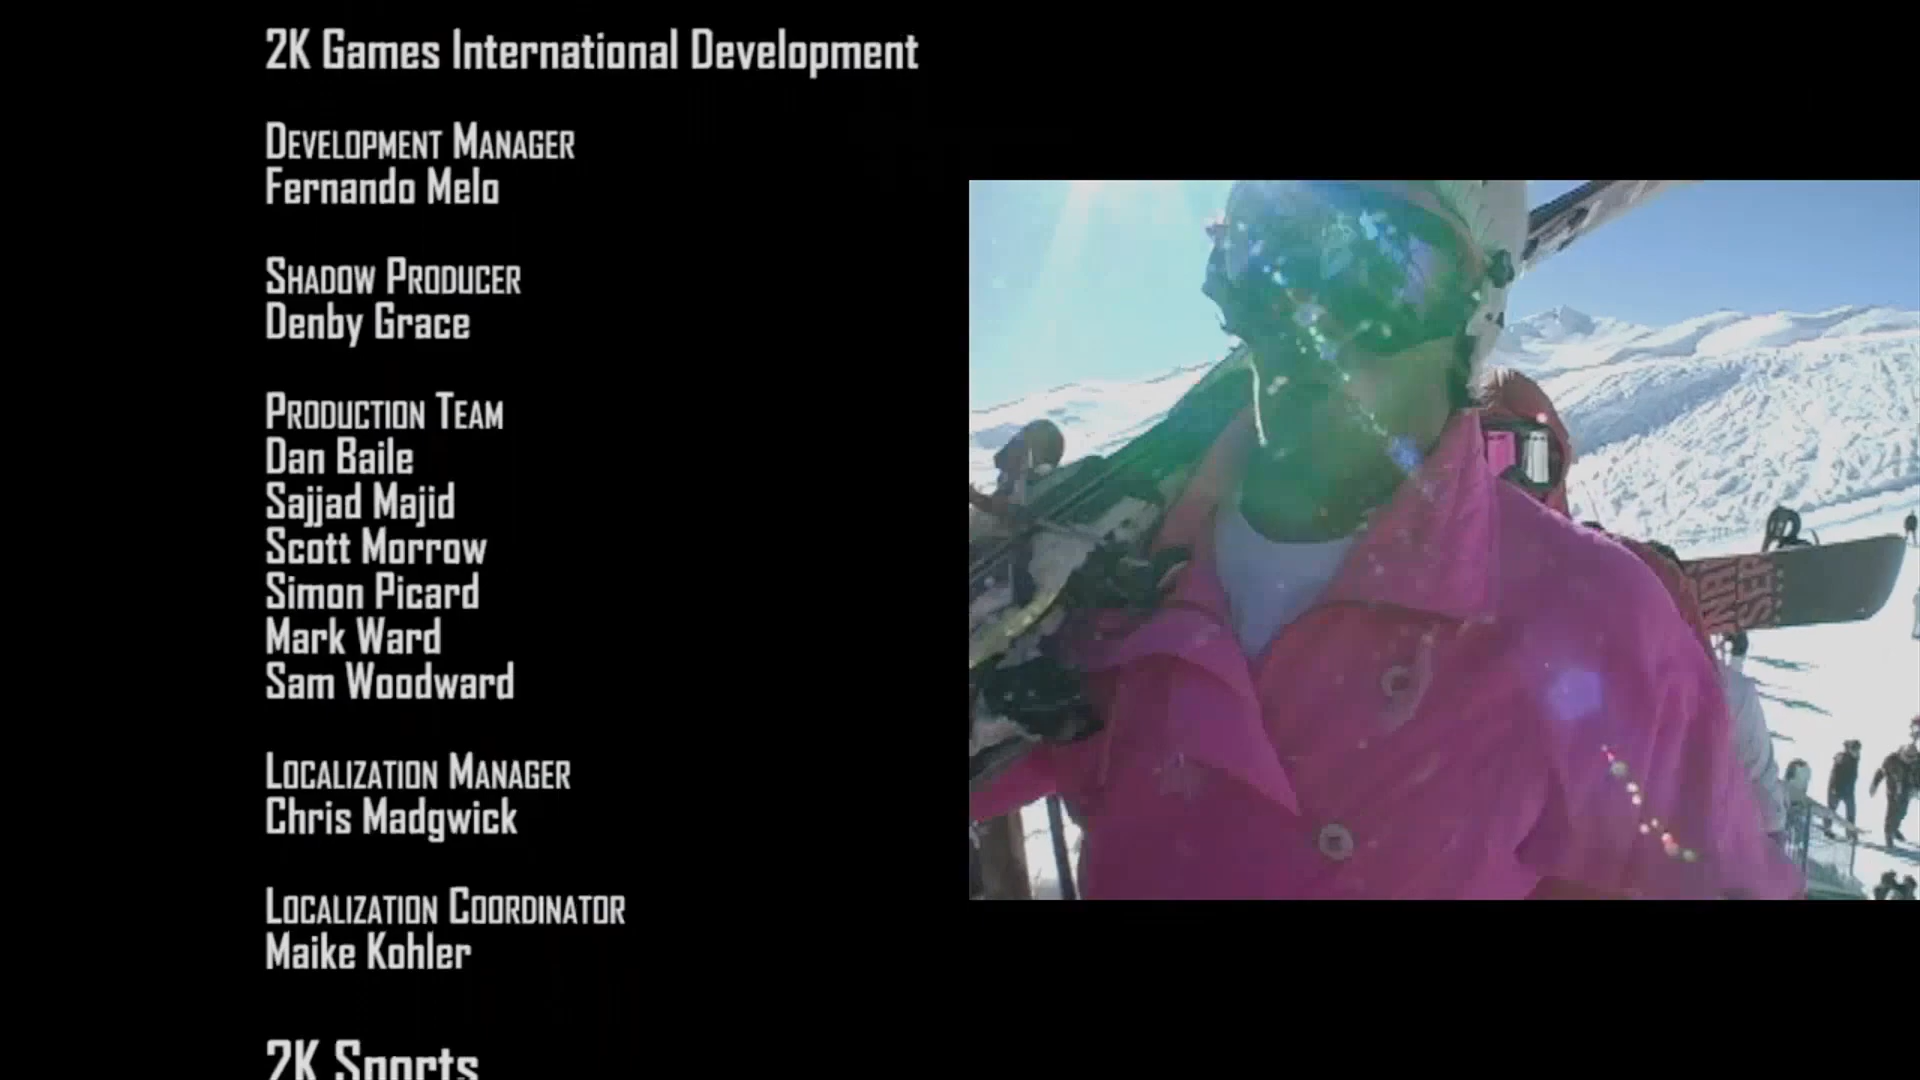 2K Games International Development
Development Manager
Fernando Melo
Shadow Producer
Denby Grace
Production Team
Dan Baile
Sajjad Majid
Scott Morrow
Simon Picard
Mark Ward
Sam Woodward
Localization Manager
Chris Madgwick
Localization Coordinator
Maike Kohler
2K Sports